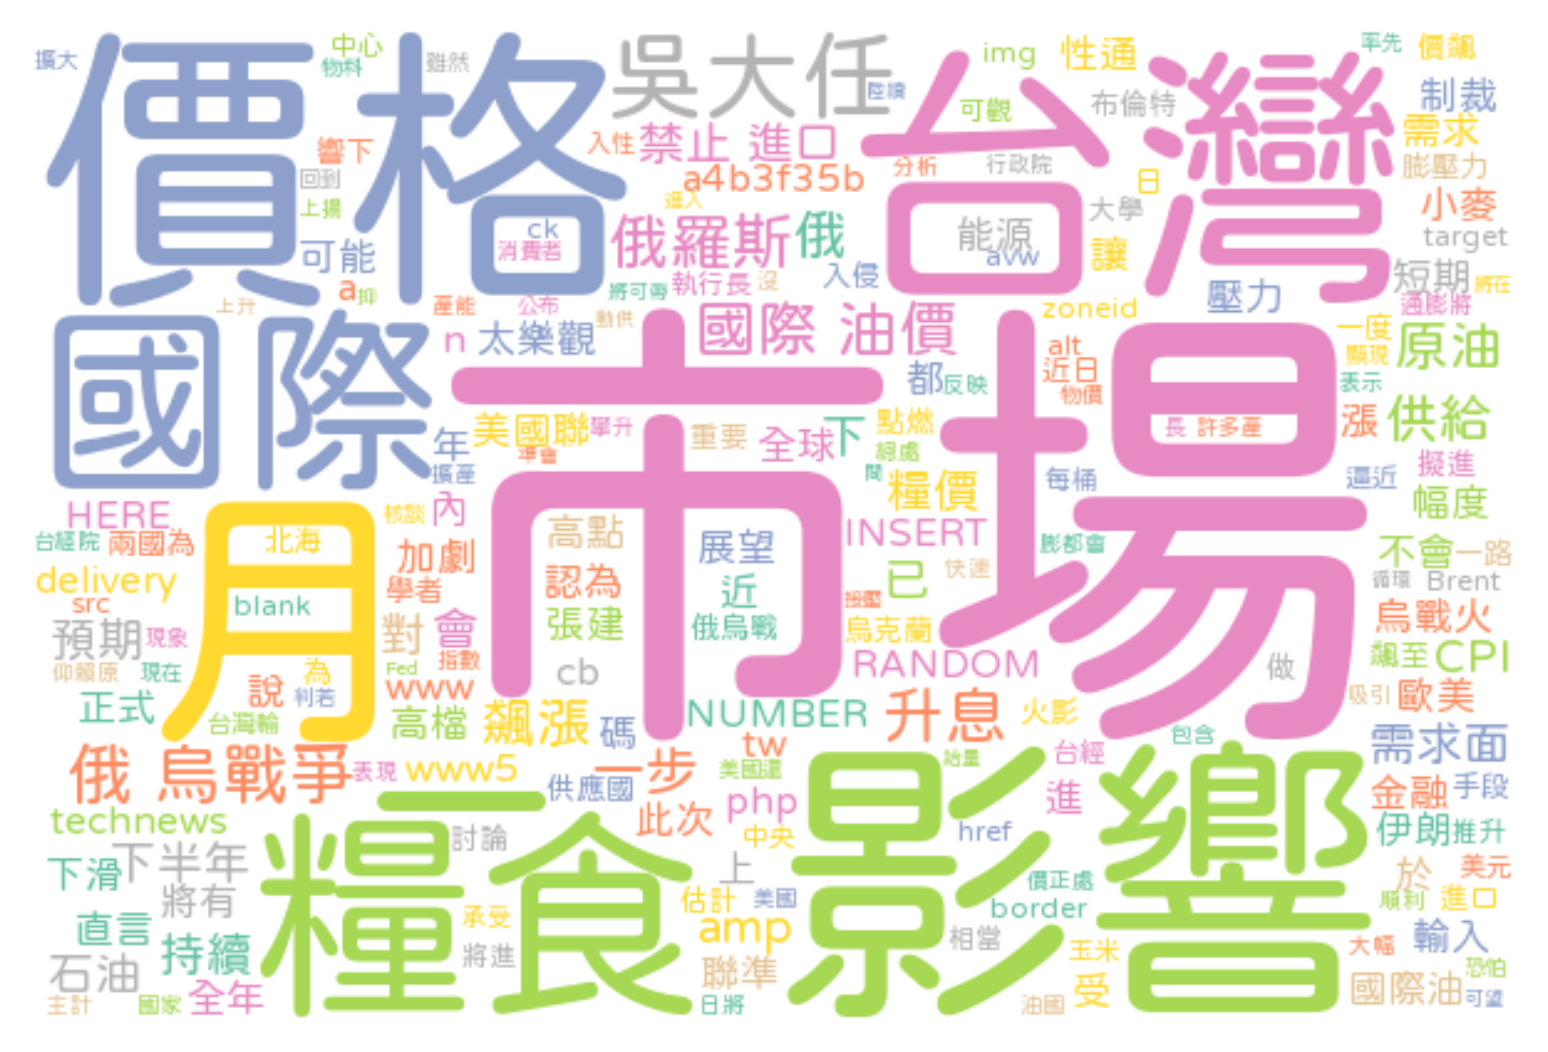 擴大
中心
物料
雖然
價格
吳大任
陸續
img
性通
率先
價飆
台灣
可觀
布倫特
制裁
需求
響下
入性
禁止 進口
分析
行政院
膨壓力
回到
a4b3f35b
日
上揚
進入
大學
小麥
ck
消費者
俄羅斯
俄
能源
avw
讓
target
可能
入侵
短期
將在
a
抑
將可帶
執行長
沒
壓力
通膨將
上升
產能
公布
動供
zoneid
國際
n
太樂觀
國際 油價
市場
alt
近日
物價
一度
顯現
原油
表示
都
反映
年
美國聯
攀升
準會
重要
全球
下
點燃
長
許多產
漲
供給
擴產
間
糧價
每桶
逼近
擬進
幅度
HERE
月
核談
內
高點
展望
INSERT
台經院
兩國為
北海
加劇
膨都會
不會
一路
delivery
學者
認為
近
已
快速
循環
Brent
src
blank
張建
俄烏戰
烏克蘭
烏戰火
預期
現象
對
會
指數
cb
RANDOM
做
飆至
CPI
仰賴原
現在
為
Fed
www
說
利若
吸引
歐美
正式
台灣輪
高檔
飆漲
碼
NUMBER
升息
火影
包含
需求面
俄 烏戰爭
表現
www5
一步
tw
美國還
給量
台經
供應國
php
進
金融
手段
technews
糧食
影響
此次
中央
href
伊朗
推升
下滑
下半年
討論
上
價正處
於
美元
將有
估計
美國
border
順利
進口
直言
承受
amp
持續
將進
相當
玉米
大幅
輸入
石油
聯準
受
國際油
恐怕
主計
國家
全年
日將
油國
可望